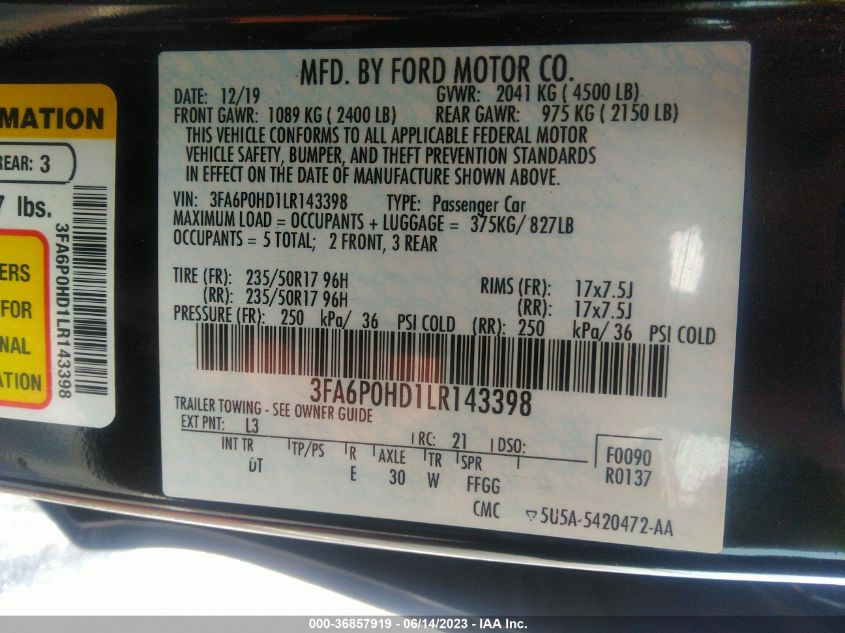 MFD. BY FORD MOTOR CO.
DATE: 12/19 GVWR: 2041 KG ( 4500 LB)
FRONT GAWR: 1089 KG ( 2400 LB) REAR GAWR: 975 KG ( 2150 LB)
THIS VEHICLE CONFORMS TO ALL APPLICABLE FEDERAL MOTOR
VEHICLE SAFETY, BUMPER, AND THEFT PREVENTION STANDARDS
IN EFFECT ON THE DATE OF MANUFACTURE SHOWN ABOVE.
VIN: 3FA6P0HD1LR143398 TYPE: Passenger Car
MAXIMUM LOAD = OCCUPANTS + LUGGAGE = 375KG/ 827LB
OCCUPANTS = 5 TOTAL; 2 FRONT, 3 REAR
TIRE (FR): 235/50R17 96H RIMS (FR): 17x7.5J
(RR): 235/50R17 96H (RR): 17x7.5J
PRESSURE (FR): 250 kPa/ 36 PSI COLD (RR): 250 kPa/ 36 PSI COLD
3FA6P0HD1LR143398
TRAILER TOWING - SEE OWNER GUIDE
EXT PNT: L3 RC: 21 DSO:
INT TR TP/PS R AXLE TR SPR F0090
DT E 30 W FFGG R0137
CMC ▽5U5A-5420472-AA
MATION
REAR: 3
7 lbs.
3FA6P0HD1LR143398
ERS
FOR
NAL
ATION
000-36857919 - 06/14/2023 - IAA Inc.